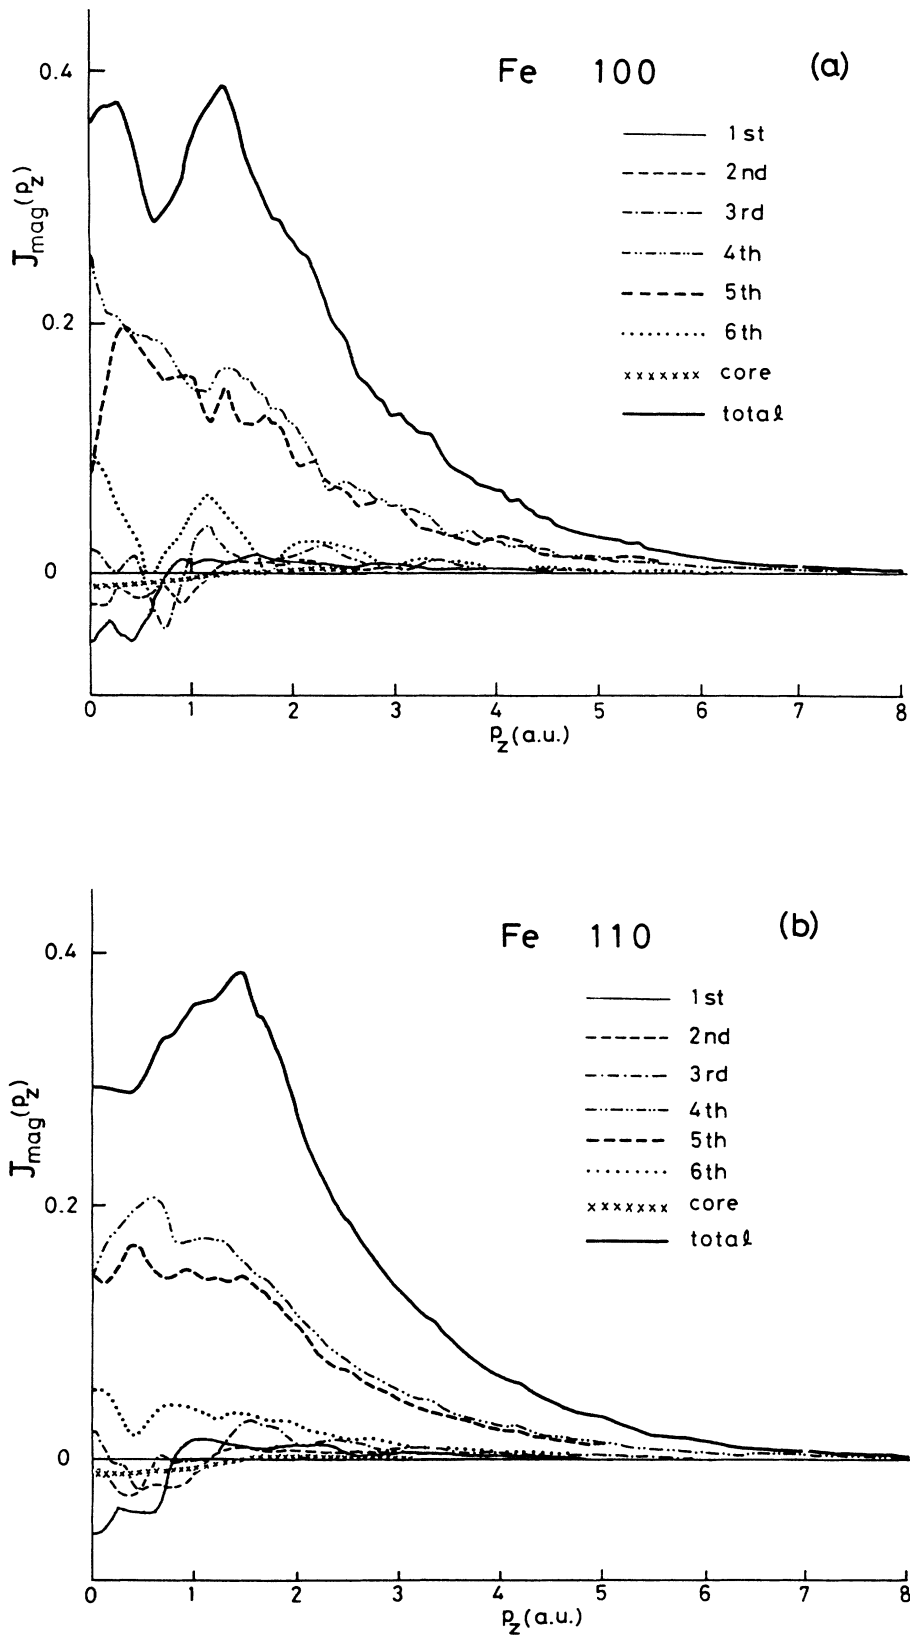 Fe 100 (a)
0.4
1st
2nd
3rd
4th
5th
6th
core
total
J_mag(p_z)
0.2
0
0 1 2 3 4 5 6 7 8
p_z (a.u.)
Fe 110 (b)
0.4
1st
2nd
3rd
4th
5th
6th
core
total
J_mag(p_z)
0.2
0
0 1 2 3 4 5 6 7 8
p_z (a.u.)